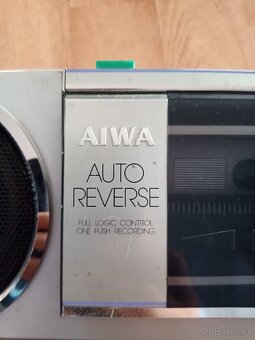 AIWA
AUTO
REVERSE
FULL LOGIC CONTROL
ONE PUSH RECORDING